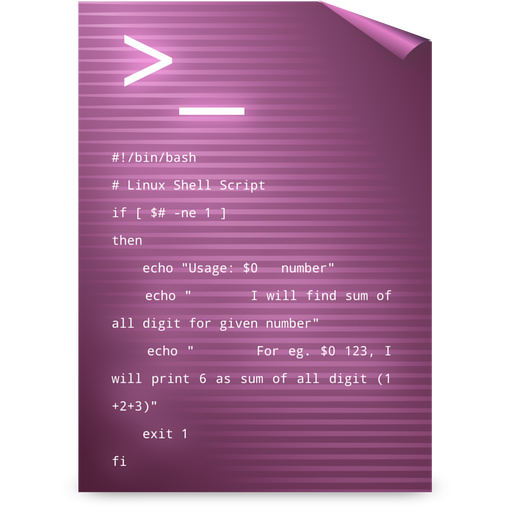 >_
#!/bin/bash
# Linux Shell Script
if [ $# -ne 1 ]
then
    echo "Usage: $0   number"
    echo "       I will find sum of
all digit for given number"
    echo "       For eg. $0 123, I
will print 6 as sum of all digit (1
+2+3)"
    exit 1
fi